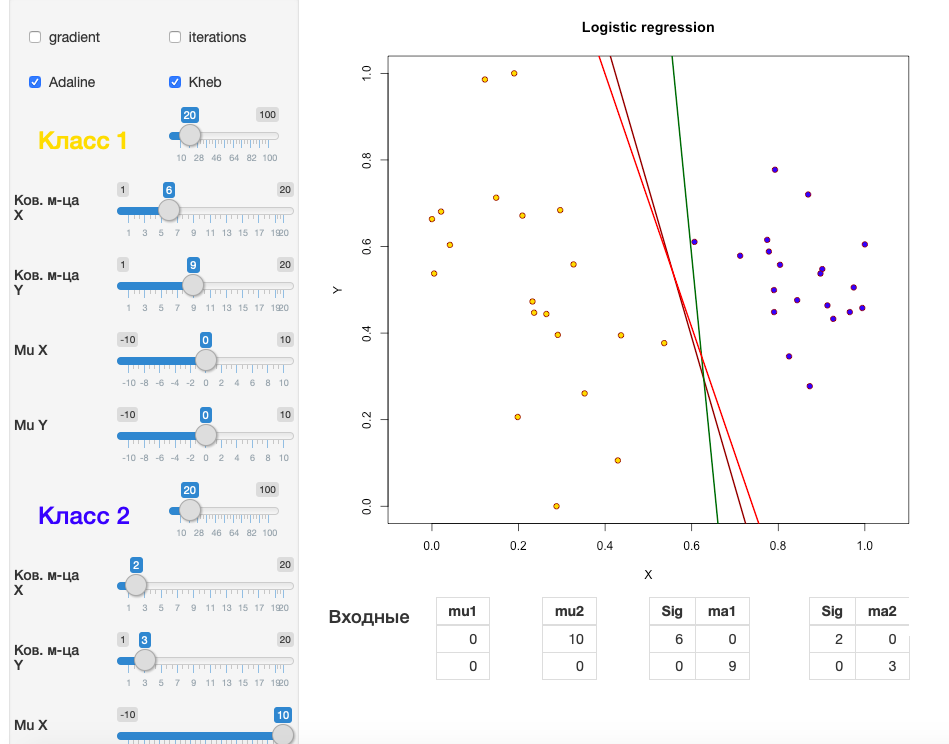 gradient iterations
Adaline Kheb
Класс 1
20 100
10 28 46 64 82 100
Ков. м-ца X
1 6 20
1 3 5 7 9 11 13 15 17 19 20
Ков. м-ца Y
1 9 20
1 3 5 7 9 11 13 15 17 19 20
Mu X
-10 0 10
-10 -8 -6 -4 -2 0 2 4 6 8 10
Mu Y
-10 0 10
-10 -8 -6 -4 -2 0 2 4 6 8 10
Класс 2
20 100
10 28 46 64 82 100
Ков. м-ца X
2 20
1 3 5 7 9 11 13 15 17 19 20
Ков. м-ца Y
1 3 20
1 3 5 7 9 11 13 15 17 19 20
Mu X
-10 10
Logistic regression
Y
1.0
0.8
0.6
0.4
0.2
0.0
0.0 0.2 0.4 0.6 0.8 1.0
X
Входные
mu1 mu2 Sig ma1 Sig ma2
0 10 6 0 2 0
0 0 0 9 0 3